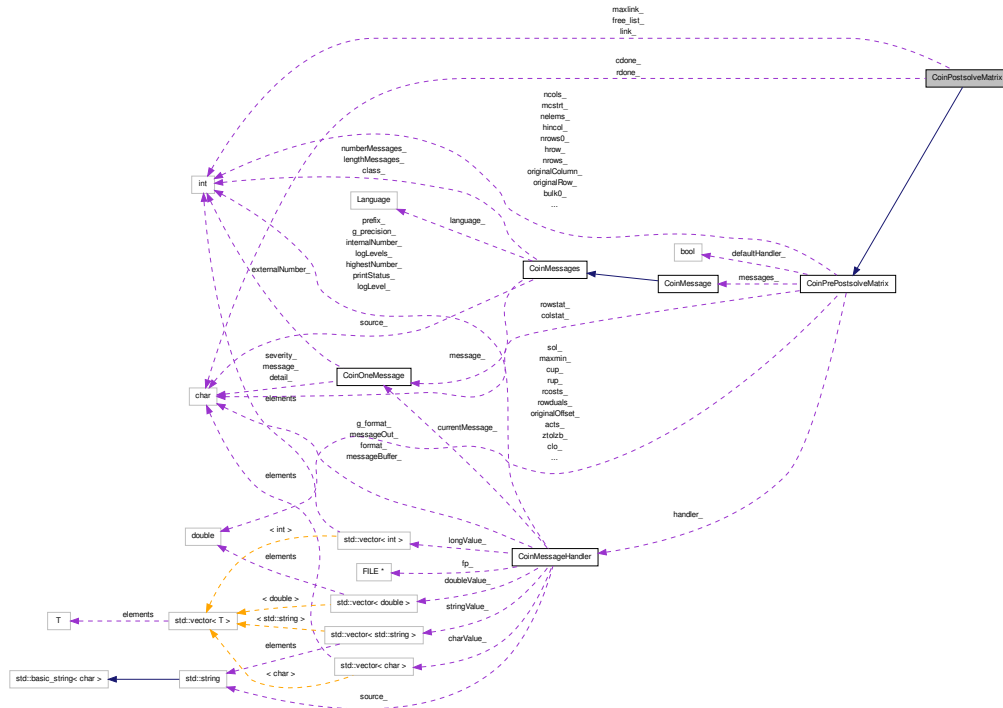 maxlink_
free_list_
link_
CoinPostsolveMatrix
cdone_
rdone_
ncols_
mcstrt_
nelems_
hincol_
nrows0_
hrow_
nrows_
originalColumn_
originalRow_
bulk0_
...
numberMessages_
lengthMessages_
class_
int
Language
language_
prefix_
g_precision_
internalNumber_
logLevels_
highestNumber_
printStatus_
logLevel_
bool
defaultHandler_
CoinMessages
CoinMessage
messages_
CoinPrePostsolveMatrix
externalNumber_
rowstat_
colstat_
source_
sol_
maxmin_
cup_
rup_
rcosts_
rowduals_
originalOffset_
acts_
ztolzb_
clo_
...
message_
severity_
message_
detail_
CoinOneMessage
char
elements
g_format_
messageOut_
format_
messageBuffer_
currentMessage_
elements
handler_
double
< int >
std::vector< int >
longValue_
CoinMessageHandler
elements
FILE *
fp_
doubleValue_
< double >
std::vector< double >
stringValue_
T
elements
std::vector< T >
< std::string >
std::vector< std::string >
charValue_
elements
std::vector< char >
< char >
std::basic_string< char >
std::string
source_